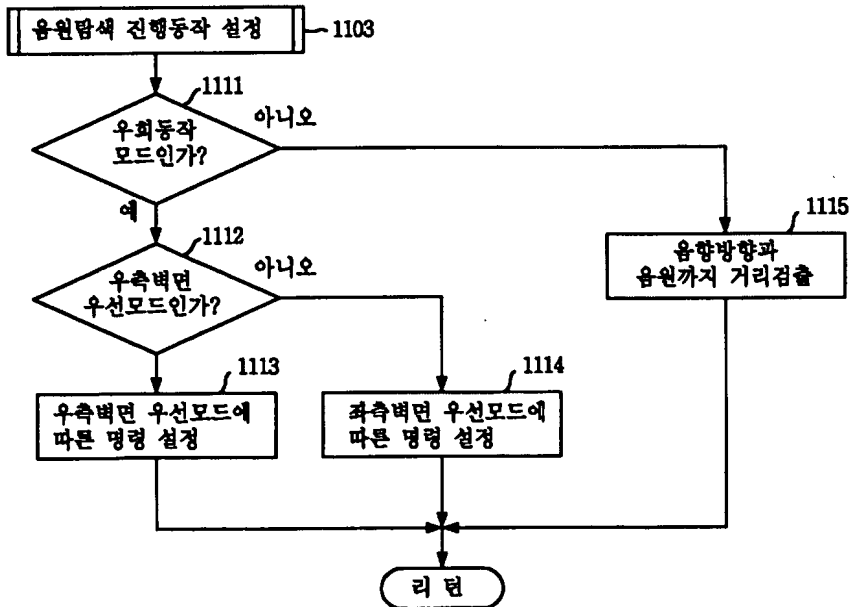 음원탐색 진행동작 설정
1103
1111
우회동작
모드인가?
아니오
예
1112
우측벽면
우선모드인가?
아니오
1115
음향방향과
음원까지 거리검출
1113
우측벽면 우선모드에
따른 명령 설정
1114
좌측벽면 우선모드에
따른 명령 설정
리 턴